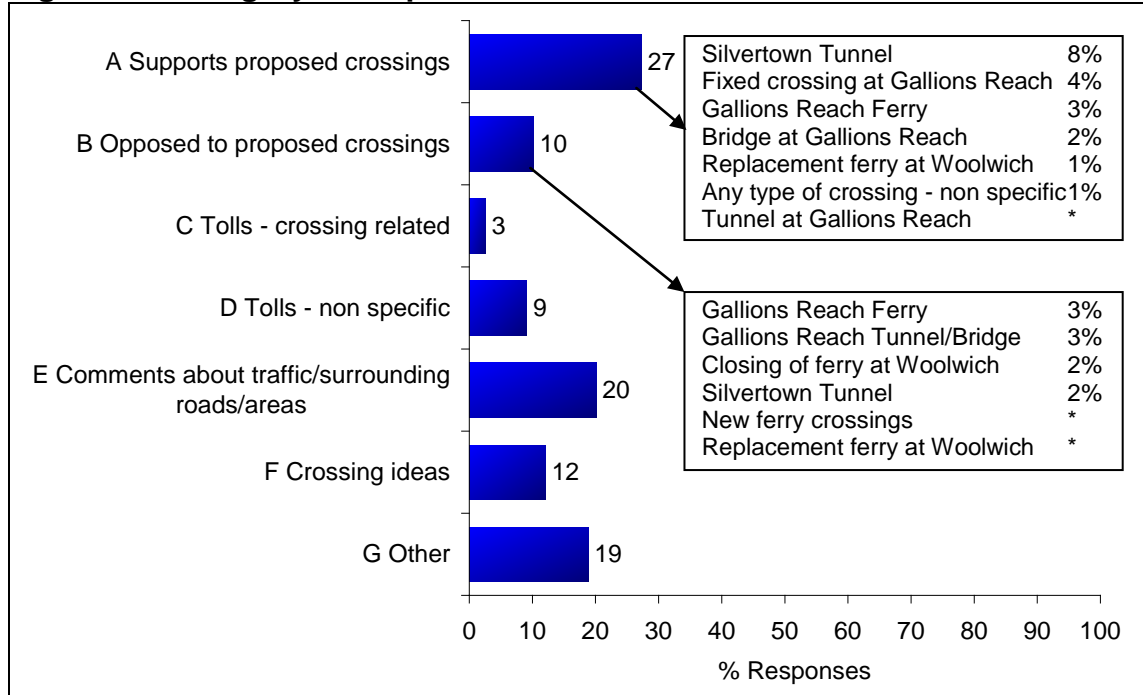 A Supports proposed crossings
27
B Opposed to proposed crossings
10
C Tolls - crossing related
3
D Tolls - non specific
9
E Comments about traffic/surrounding
roads/areas
20
F Crossing ideas
12
G Other
19
Silvertown Tunnel 8%
Fixed crossing at Gallions Reach 4%
Gallions Reach Ferry 3%
Bridge at Gallions Reach 2%
Replacement ferry at Woolwich 1%
Any type of crossing - non specific 1%
Tunnel at Gallions Reach *
Gallions Reach Ferry 3%
Gallions Reach Tunnel/Bridge 3%
Closing of ferry at Woolwich 2%
Silvertown Tunnel 2%
New ferry crossings *
Replacement ferry at Woolwich *
0 10 20 30 40 50 60 70 80 90 100
% Responses